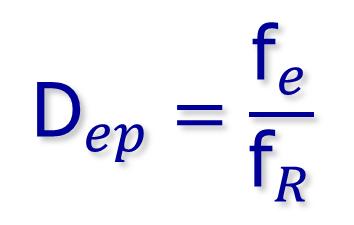 D_ep = f_e / f_R